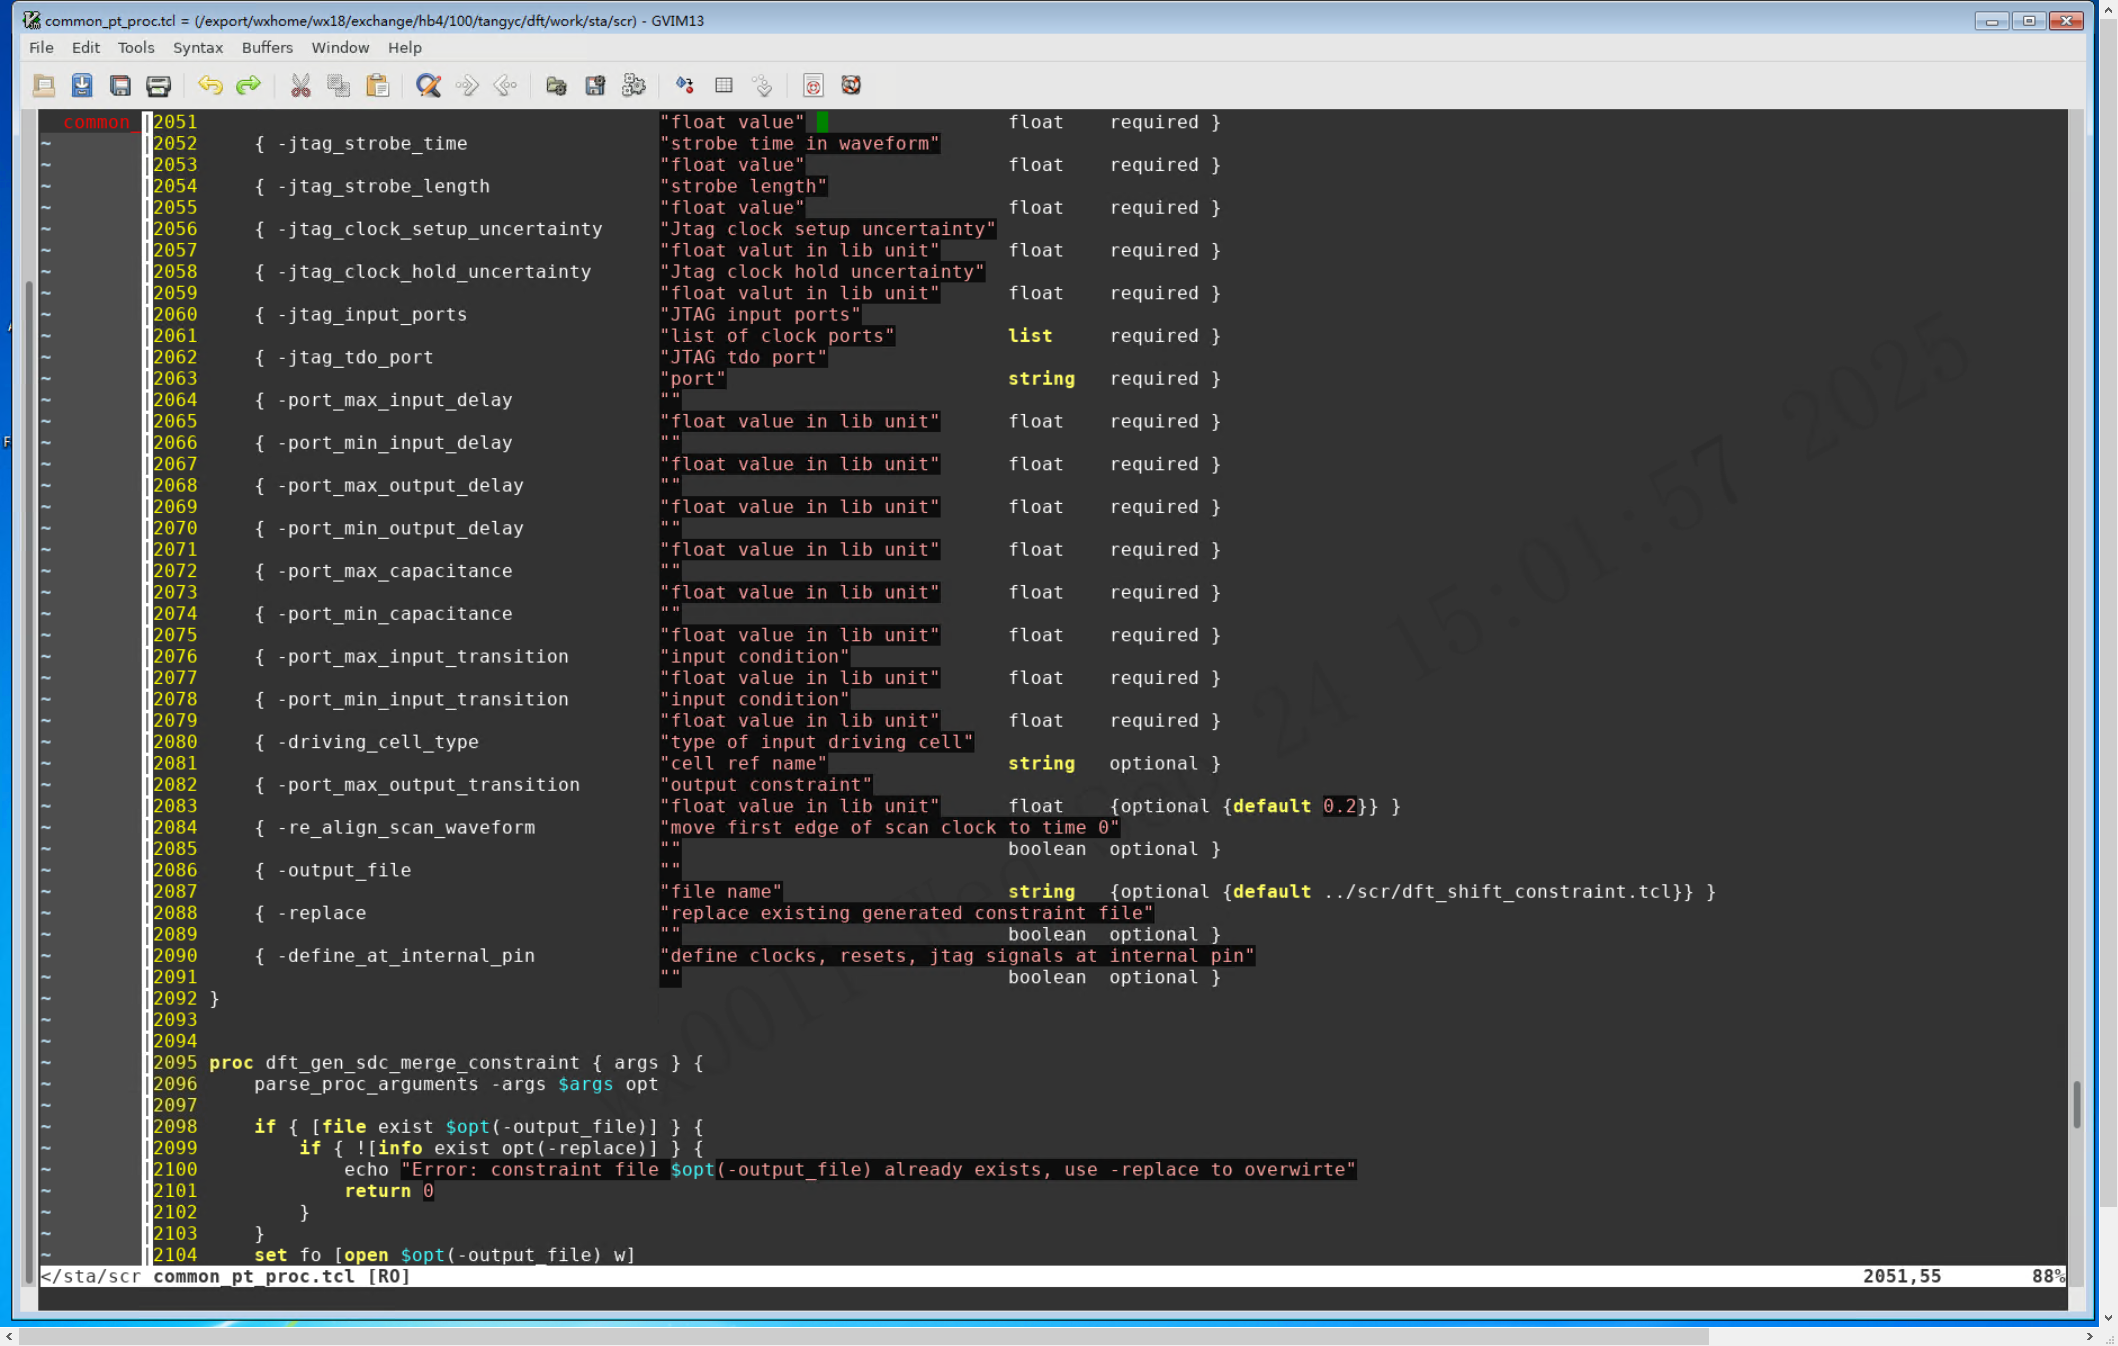 common_pt_proc.tcl = (/export/wxhome/wx18/exchange/hb4/100/tangyc/dft/work/sta/scr) - GVIM13
File Edit Tools Syntax Buffers Window Help
common_ 2051 "float value" float required }
~ 2052 { -jtag_strobe_time "strobe time in waveform"
~ 2053 "float value" float required }
~ 2054 { -jtag_strobe_length "strobe length"
~ 2055 "float value" float required }
~ 2056 { -jtag_clock_setup_uncertainty "Jtag clock setup uncertainty"
~ 2057 "float valut in lib unit" float required }
~ 2058 { -jtag_clock_hold_uncertainty "Jtag clock hold uncertainty"
~ 2059 "float valut in lib unit" float required }
~ 2060 { -jtag_input_ports "JTAG input ports"
~ 2061 "list of clock ports" list required }
~ 2062 { -jtag_tdo_port "JTAG tdo port"
~ 2063 "port" string required }
~ 2064 { -port_max_input_delay ""
~ 2065 "float value in lib unit" float required }
~ 2066 { -port_min_input_delay ""
~ 2067 "float value in lib unit" float required }
~ 2068 { -port_max_output_delay ""
~ 2069 "float value in lib unit" float required }
~ 2070 { -port_min_output_delay ""
~ 2071 "float value in lib unit" float required }
~ 2072 { -port_max_capacitance ""
~ 2073 "float value in lib unit" float required }
~ 2074 { -port_min_capacitance ""
~ 2075 "float value in lib unit" float required }
~ 2076 { -port_max_input_transition "input condition"
~ 2077 "float value in lib unit" float required }
~ 2078 { -port_min_input_transition "input condition"
~ 2079 "float value in lib unit" float required }
~ 2080 { -driving_cell_type "type of input driving cell"
~ 2081 "cell ref name" string optional }
~ 2082 { -port_max_output_transition "output constraint"
~ 2083 "float value in lib unit" float {optional {default 0.2}} }
~ 2084 { -re_align_scan_waveform "move first edge of scan clock to time 0"
~ 2085 "" boolean optional }
~ 2086 { -output_file ""
~ 2087 "file name" string {optional {default ../scr/dft_shift_constraint.tcl}} }
~ 2088 { -replace "replace existing generated constraint file"
~ 2089 "" boolean optional }
~ 2090 { -define_at_internal_pin "define clocks, resets, jtag signals at internal pin"
~ 2091 "" boolean optional }
~ 2092 }
~ 2093
~ 2094
~ 2095 proc dft_gen_sdc_merge_constraint { args } {
~ 2096 parse_proc_arguments -args $args opt
~ 2097
~ 2098 if { [file exist $opt(-output_file)] } {
~ 2099 if { ![info exist opt(-replace)] } {
~ 2100 echo "Error: constraint file $opt(-output_file) already exists, use -replace to overwirte"
~ 2101 return 0
~ 2102 }
~ 2103 }
~ 2104 set fo [open $opt(-output_file) w]
</sta/scr common_pt_proc.tcl [RO] 2051,55 88%
24 15:01:57 2025